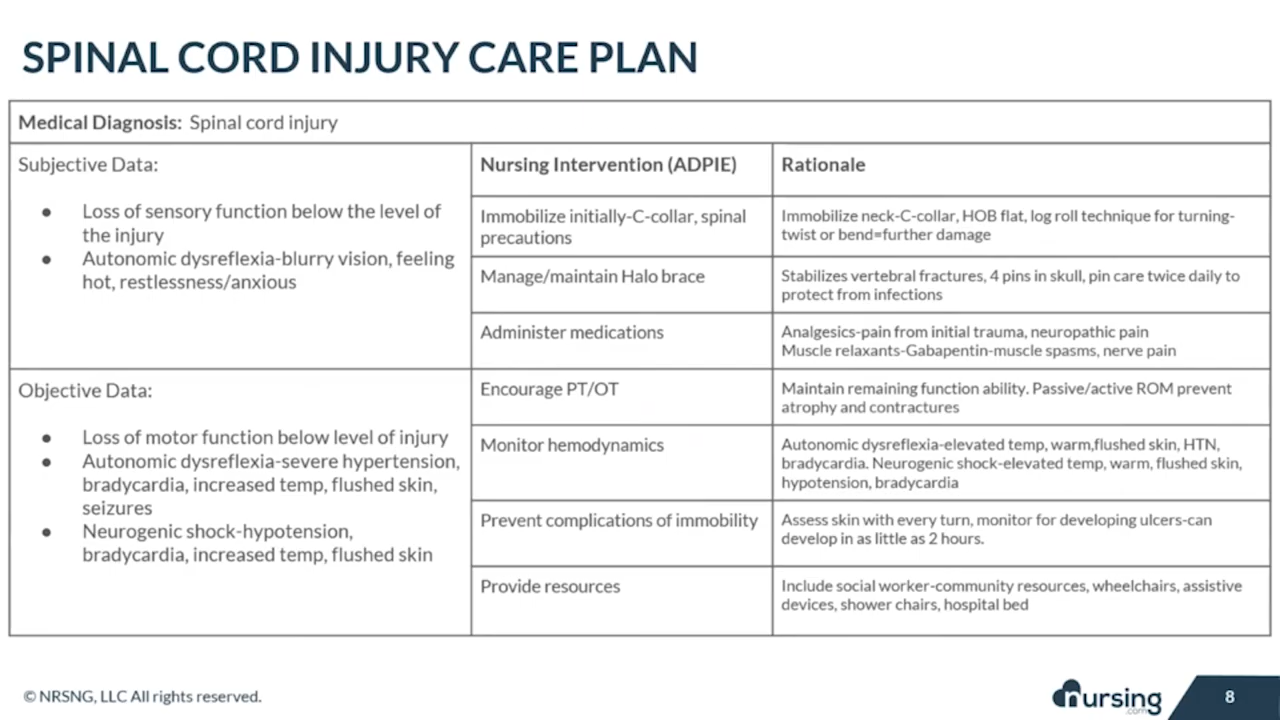 SPINAL CORD INJURY CARE PLAN
Medical Diagnosis: Spinal cord injury
Subjective Data:
● Loss of sensory function below the level of
the injury
● Autonomic dysreflexia-blurry vision, feeling
hot, restlessness/anxious
Objective Data:
● Loss of motor function below level of injury
● Autonomic dysreflexia-severe hypertension,
bradycardia, increased temp, flushed skin,
seizures
● Neurogenic shock-hypotension,
bradycardia, increased temp, flushed skin
Nursing Intervention (ADPIE)
Rationale
Immobilize initially-C-collar, spinal
precautions
Immobilize neck-C-collar, HOB flat, log roll technique for turning-
twist or bend=further damage
Manage/maintain Halo brace
Stabilizes vertebral fractures, 4 pins in skull, pin care twice daily to
protect from infections
Administer medications
Analgesics-pain from initial trauma, neuropathic pain
Muscle relaxants-Gabapentin-muscle spasms, nerve pain
Encourage PT/OT
Maintain remaining function ability. Passive/active ROM prevent
atrophy and contractures
Monitor hemodynamics
Autonomic dysreflexia-elevated temp, warm,flushed skin, HTN,
bradycardia. Neurogenic shock-elevated temp, warm, flushed skin,
hypotension, bradycardia
Prevent complications of immobility
Assess skin with every turn, monitor for developing ulcers-can
develop in as little as 2 hours.
Provide resources
Include social worker-community resources, wheelchairs, assistive
devices, shower chairs, hospital bed
© NRSNG, LLC All rights reserved.
nursing
.com
8